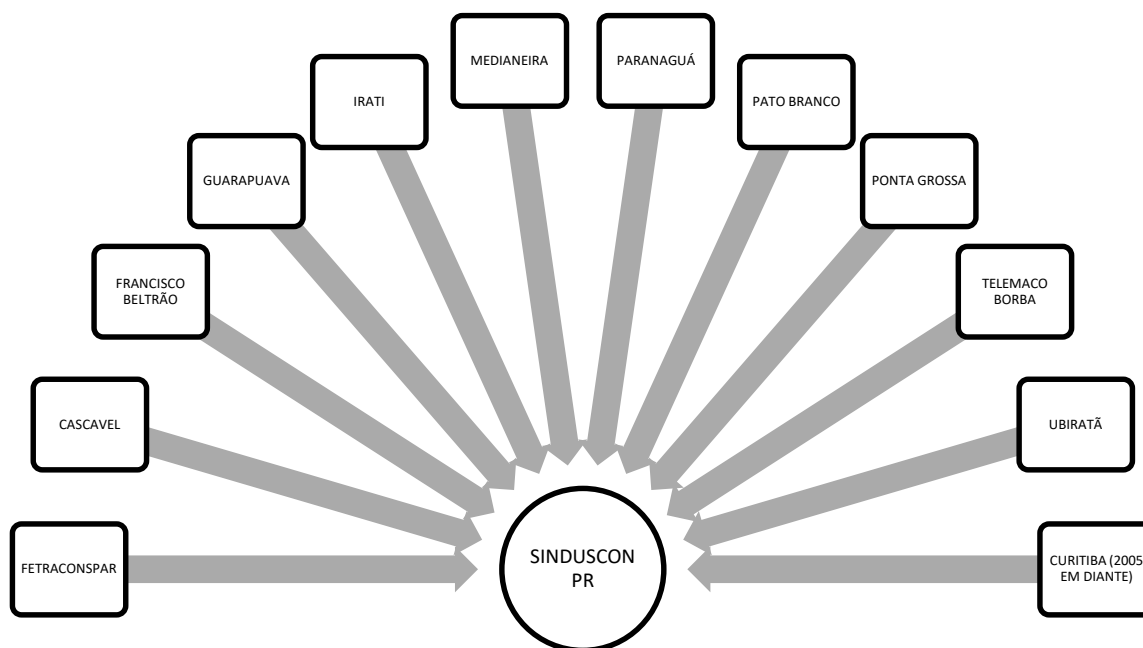 MEDIANEIRA
PARANAGUÁ
IRATI
PATO BRANCO
GUARAPUAVA
PONTA GROSSA
FRANCISCO
BELTRÃO
TELEMACO
BORBA
CASCAVEL
UBIRATÃ
FETRACONSPAR
SINDUSCON
PR
CURITIBA (2005
EM DIANTE)